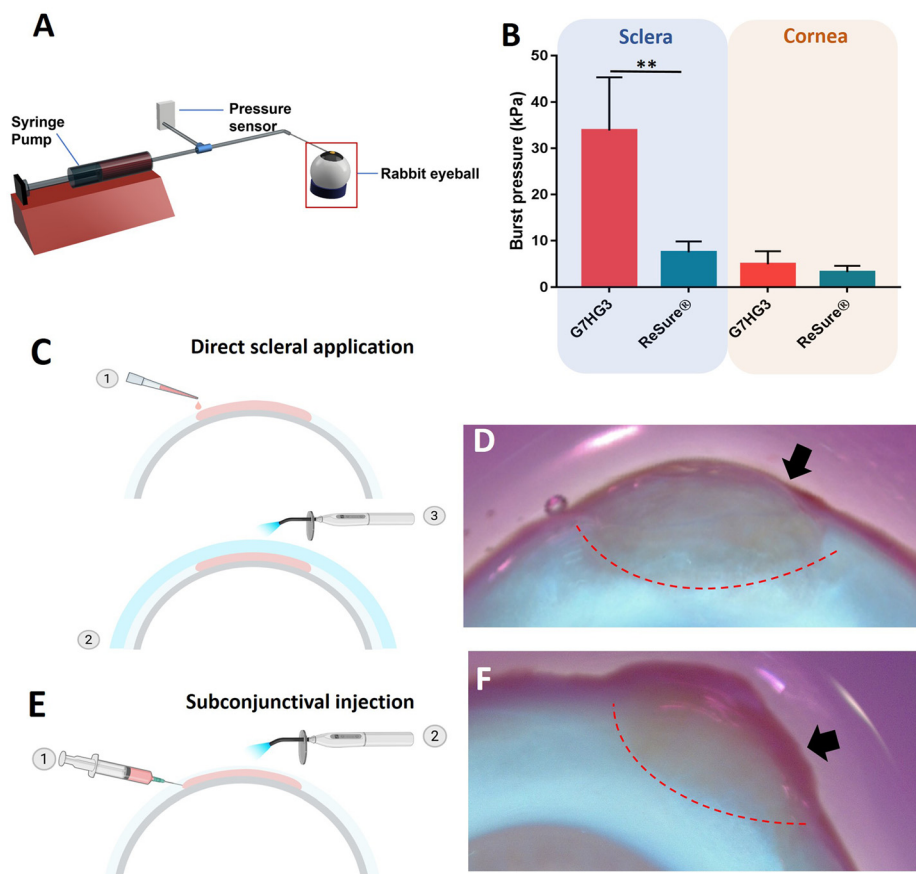 A
Syringe
Pump
Pressure
sensor
Rabbit eyeball
B
Sclera
Cornea
Burst pressure (kPa)
50
40
30
20
10
0
**
G7HG3
ReSure®
G7HG3
ReSure®
C
Direct scleral application
1
3
2
D
E
Subconjunctival injection
1
2
F